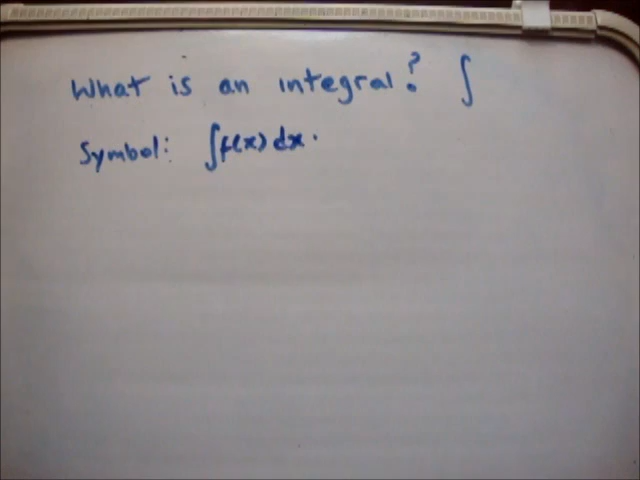 What is an integral? ∫
Symbol: ∫f(x) dx.